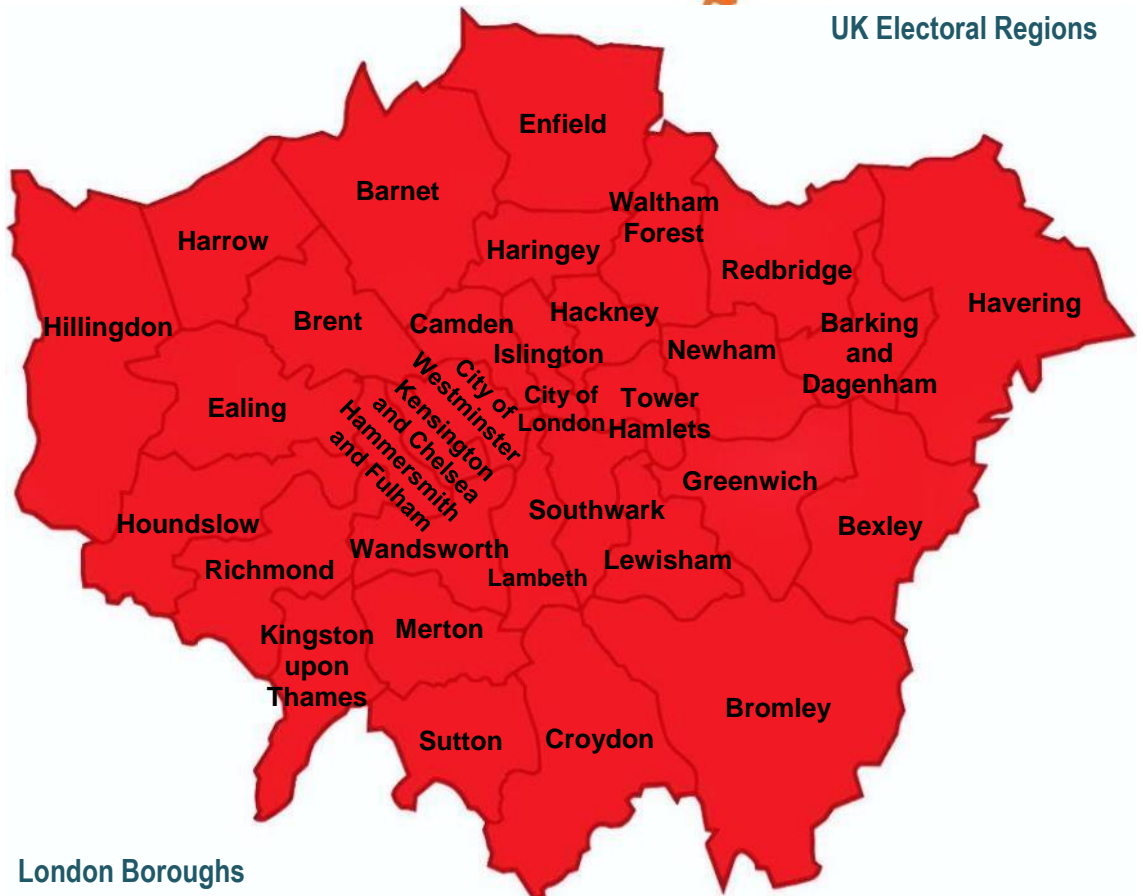 UK Electoral Regions
Enfield
Barnet
Waltham
Forest
Harrow
Haringey
Redbridge
Havering
Hillingdon
Brent
Camden
Hackney
Islington
Newham
Barking
and
Dagenham
Ealing
City of
Westminster
Kensington
and Chelsea
Hammersmith
and Fulham
City of
London
Tower
Hamlets
Greenwich
Houndslow
Southwark
Bexley
Richmond
Wandsworth
Lambeth
Lewisham
Kingston
upon
Thames
Merton
Bromley
Sutton
Croydon
London Boroughs